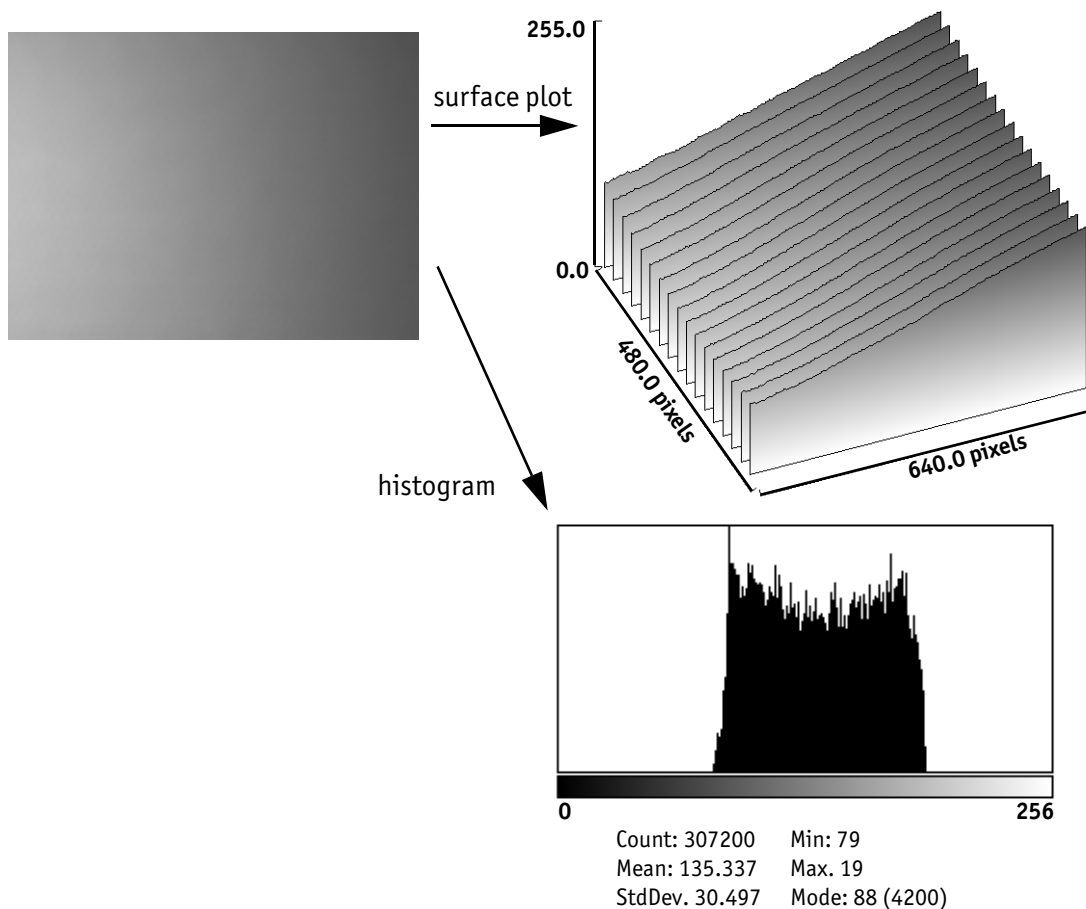 255.0
surface plot
0.0
480.0 pixels
640.0 pixels
histogram
0 256
Count: 307200 Min: 79
Mean: 135.337 Max. 19
StdDev. 30.497 Mode: 88 (4200)